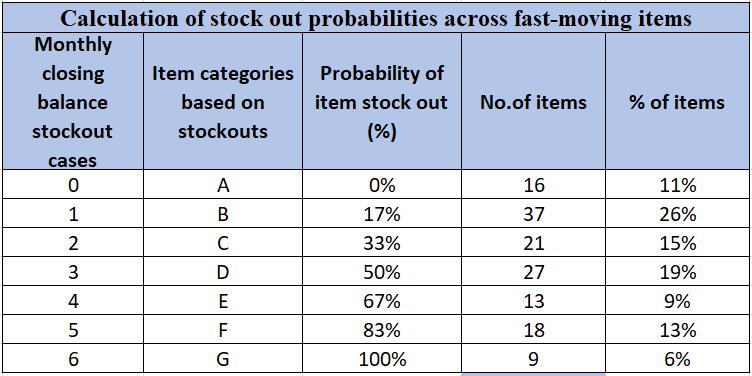 Calculation of stock out probabilities across fast-moving items
Monthly closing balance stockout cases | Item categories based on stockouts | Probability of item stock out (%) | No.of items | % of items
0 | A | 0% | 16 | 11%
1 | B | 17% | 37 | 26%
2 | C | 33% | 21 | 15%
3 | D | 50% | 27 | 19%
4 | E | 67% | 13 | 9%
5 | F | 83% | 18 | 13%
6 | G | 100% | 9 | 6%